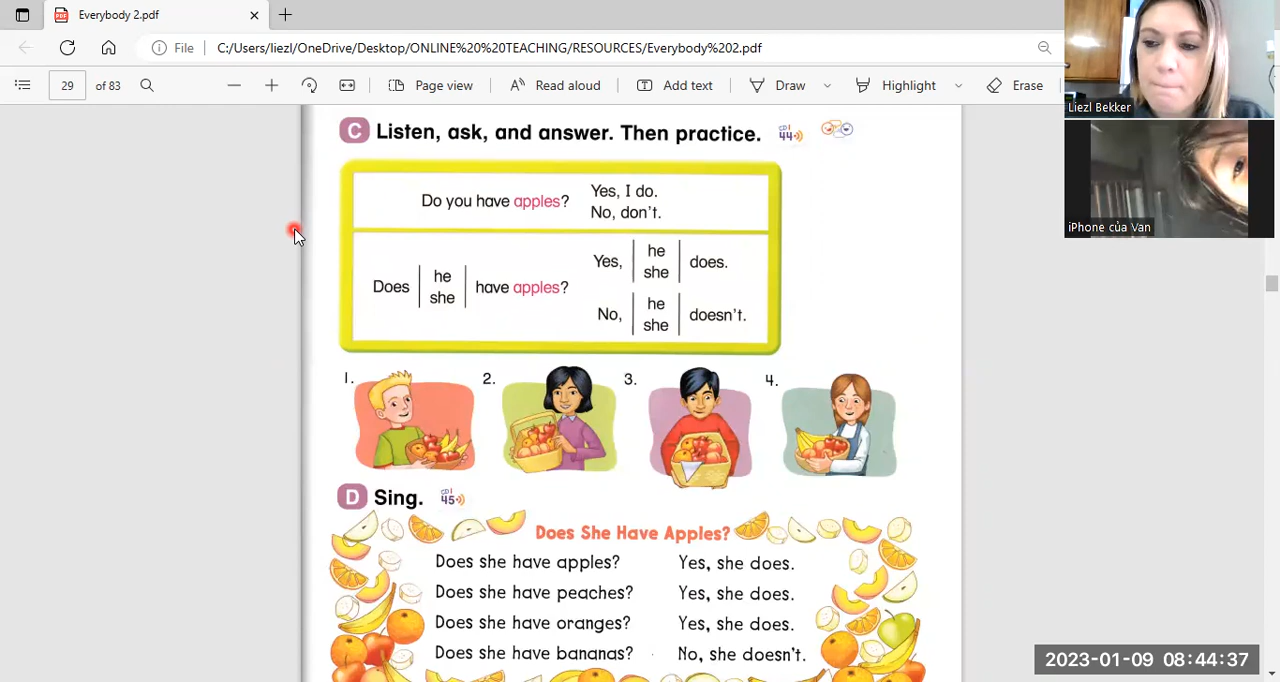 Everybody 2.pdf
File C:/Users/liezl/OneDrive/Desktop/ONLINE%20%20TEACHING/RESOURCES/Everybody%202.pdf
29 of 83 Page view Read aloud Add text Draw Highlight Erase
Liezl Bekker
iPhone của Van
C Listen, ask, and answer. Then practice. CD1 44
Do you have apples? Yes, I do.
No, don't.
Does he she have apples? Yes, he she does.
No, he she doesn't.
1. 2. 3. 4.
D Sing. CD1 45
Does She Have Apples?
Does she have apples? Yes, she does.
Does she have peaches? Yes, she does.
Does she have oranges? Yes, she does.
Does she have bananas? No, she doesn't.
2023-01-09 08:44:37